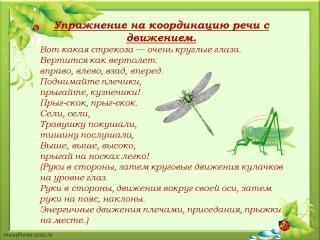 Упражнение на координацию речи с
движением.
Вот какая стрекоза — очень круглые глаза.
Вертится как вертолет:
вправо, влево, взад, вперед.
Поднимайте плечики,
прыгайте, кузнечики!
Прыг-скок, прыг-скок.
Сели, сели,
Травушку покушали,
тишину послушали,
Выше, выше, высоко,
прыгай на носках легко!
(Руки в стороны, затем круговые движения кулачков
на уровне глаз.
Руки в стороны, движения вокруг своей оси, затем
руки на пояс, наклоны.
Энергичные движения плечами, приседания, прыжки
на месте.)